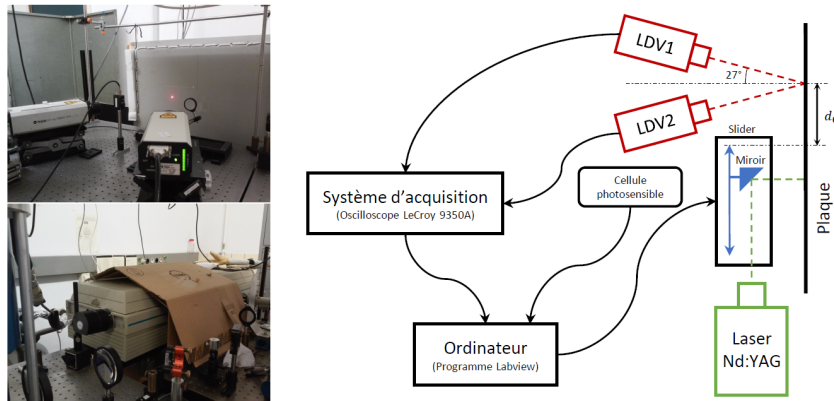 LDV1
27°
LDV2
Slider
Miroir
Cellule
photosensible
Système d'acquisition
(Oscilloscope LeCroy 9350A)
Plaque
Ordinateur
(Programme Labview)
Laser
Nd:YAG